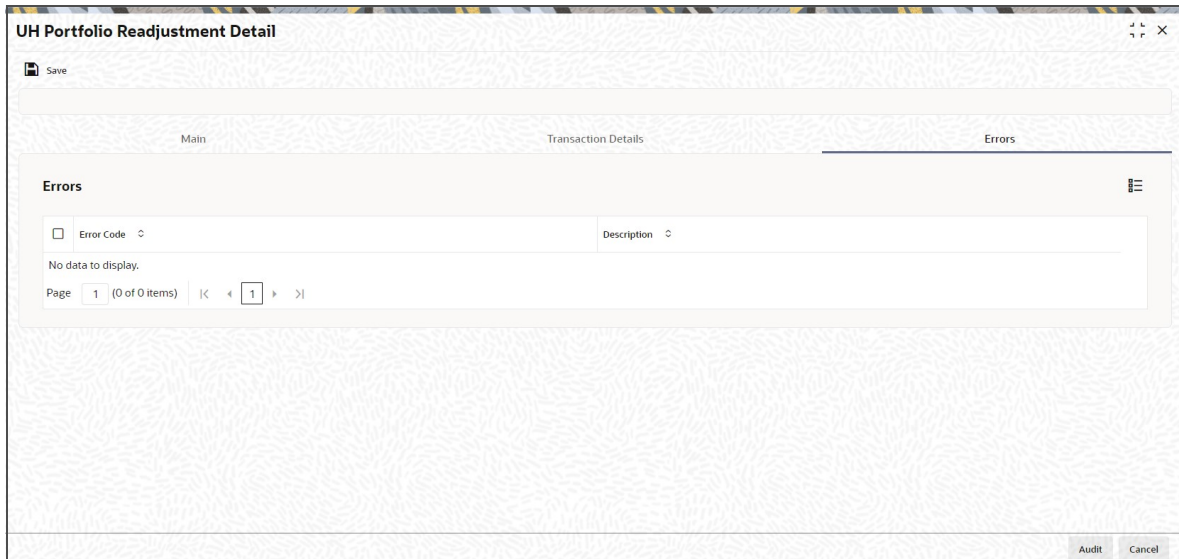 UH Portfolio Readjustment Detail
Save
Main Transaction Details Errors
Errors
Error Code Description
No data to display.
Page 1 (0 of 0 items) 1
Audit Cancel